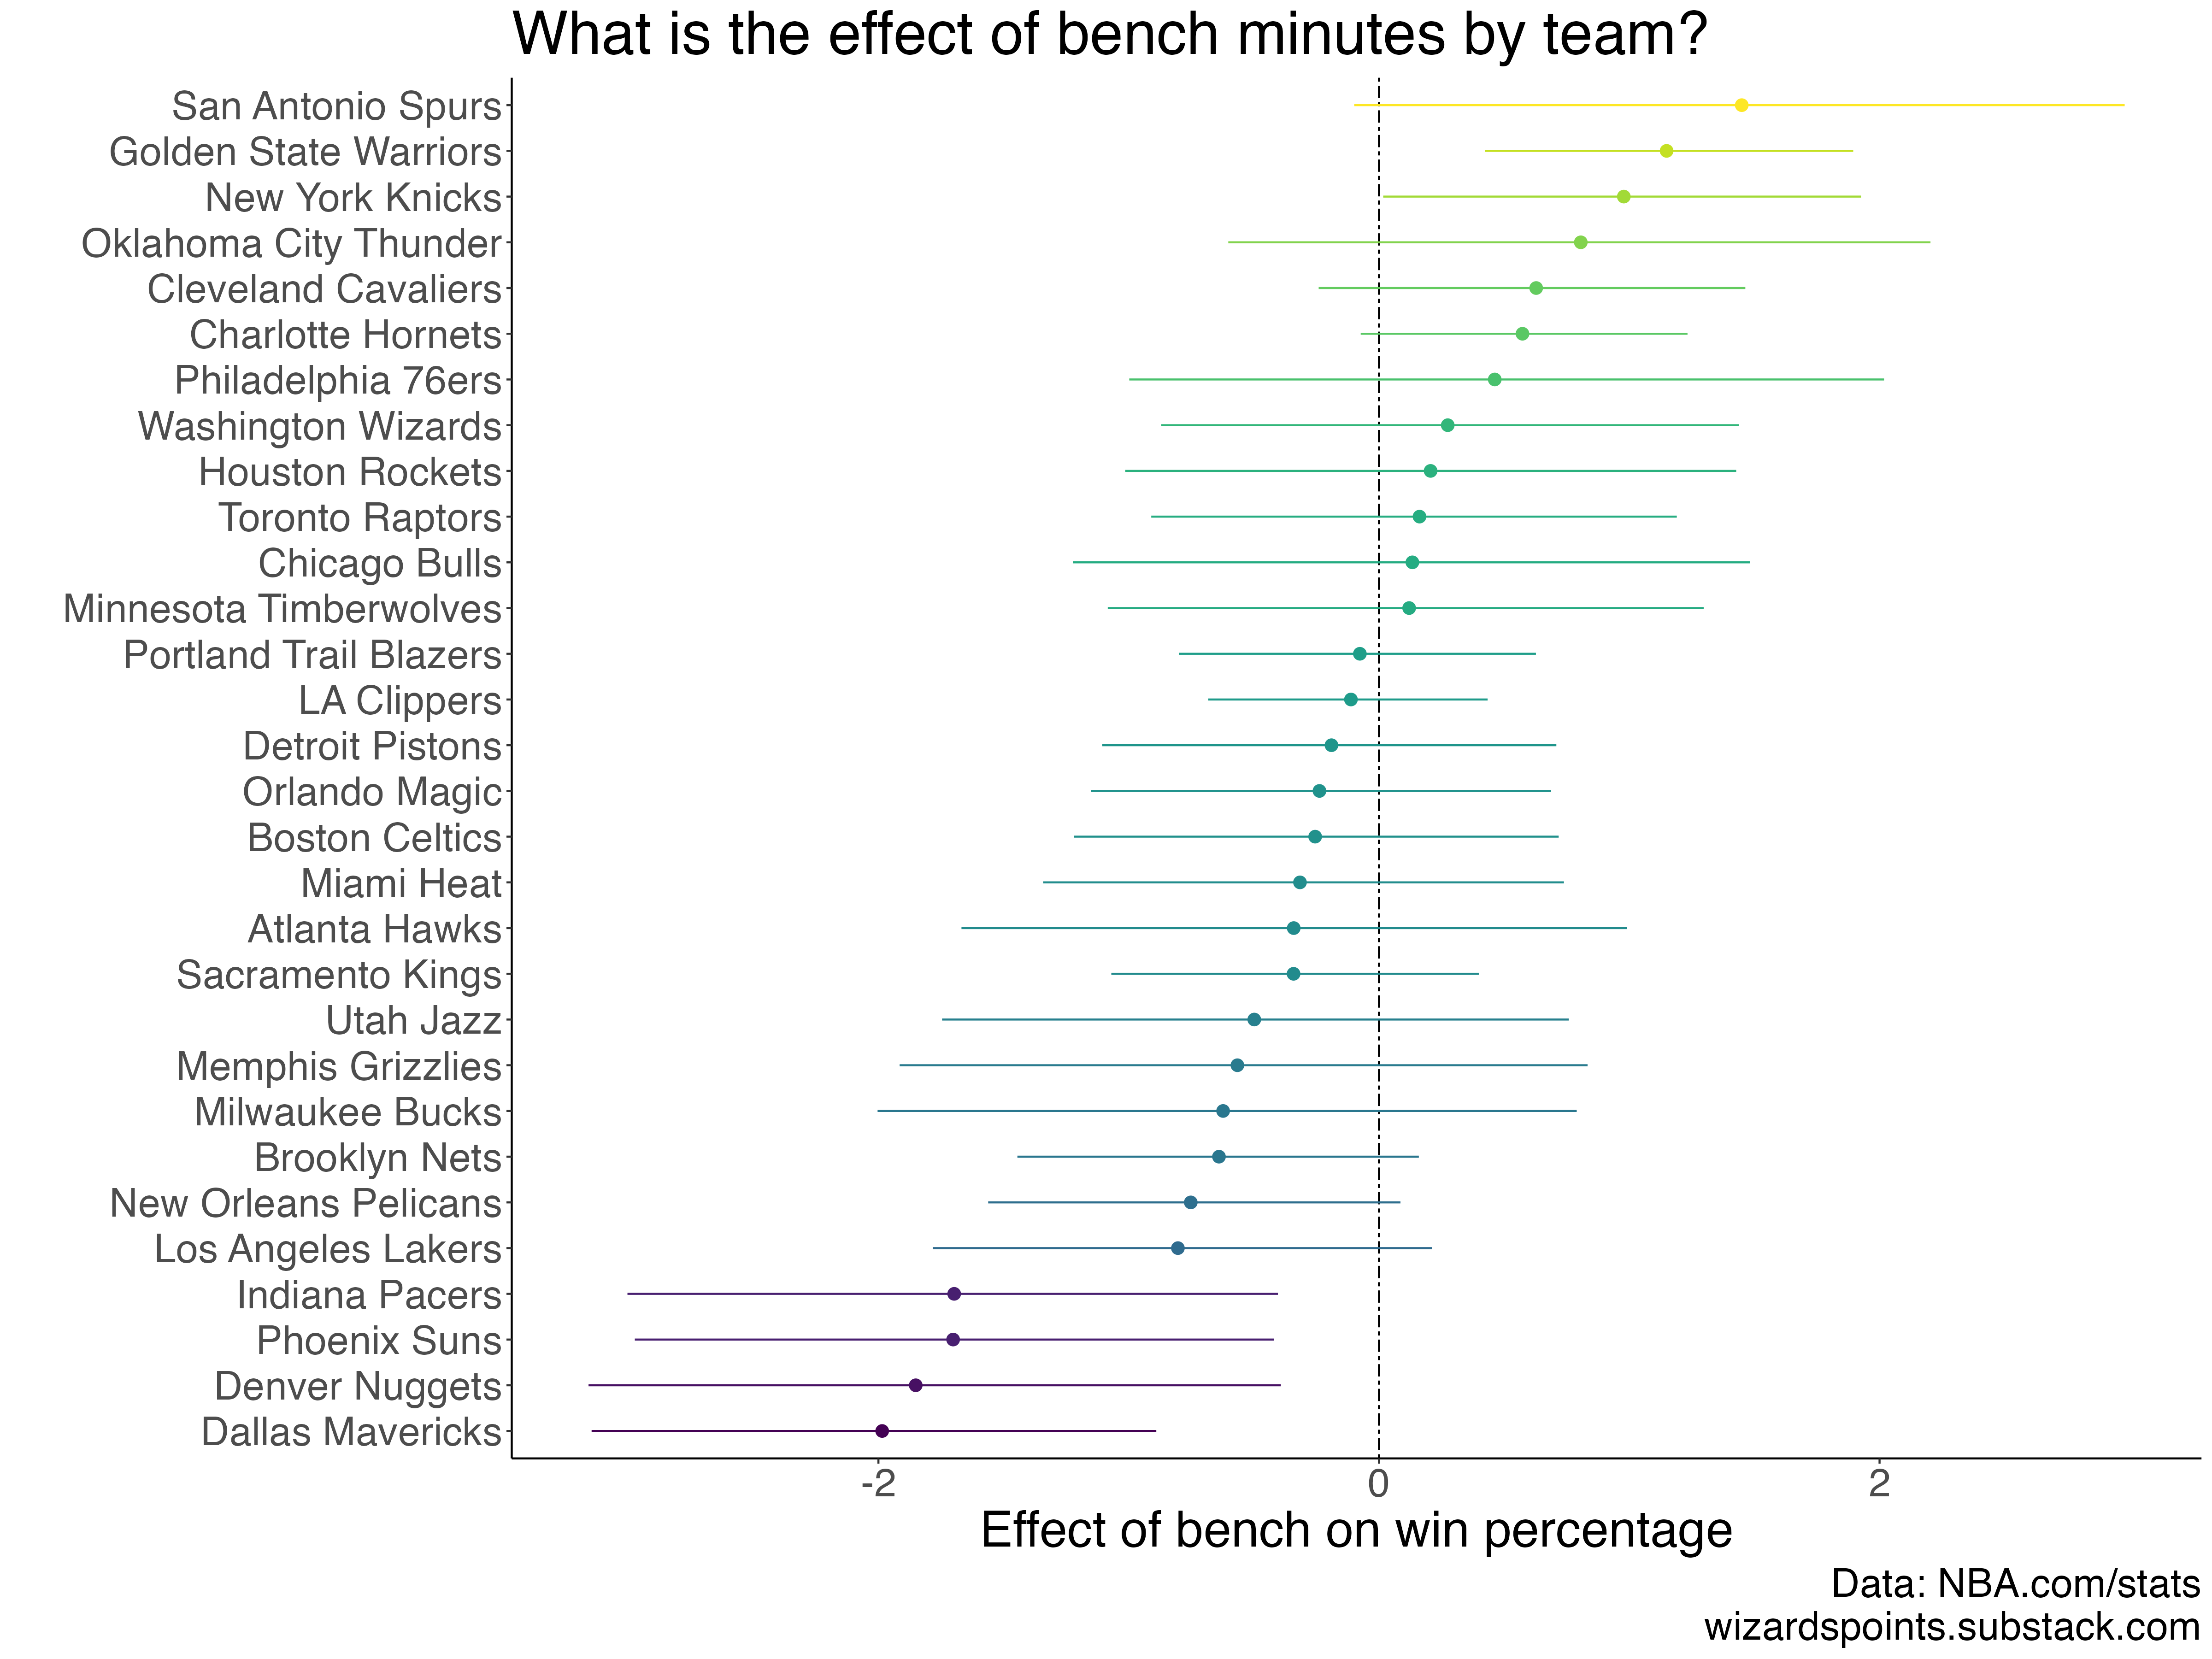 What is the effect of bench minutes by team?
San Antonio Spurs
Golden State Warriors
New York Knicks
Oklahoma City Thunder
Cleveland Cavaliers
Charlotte Hornets
Philadelphia 76ers
Washington Wizards
Houston Rockets
Toronto Raptors
Chicago Bulls
Minnesota Timberwolves
Portland Trail Blazers
LA Clippers
Detroit Pistons
Orlando Magic
Boston Celtics
Miami Heat
Atlanta Hawks
Sacramento Kings
Utah Jazz
Memphis Grizzlies
Milwaukee Bucks
Brooklyn Nets
New Orleans Pelicans
Los Angeles Lakers
Indiana Pacers
Phoenix Suns
Denver Nuggets
Dallas Mavericks
-2 0 2
Effect of bench on win percentage
Data: NBA.com/stats
wizardspoints.substack.com